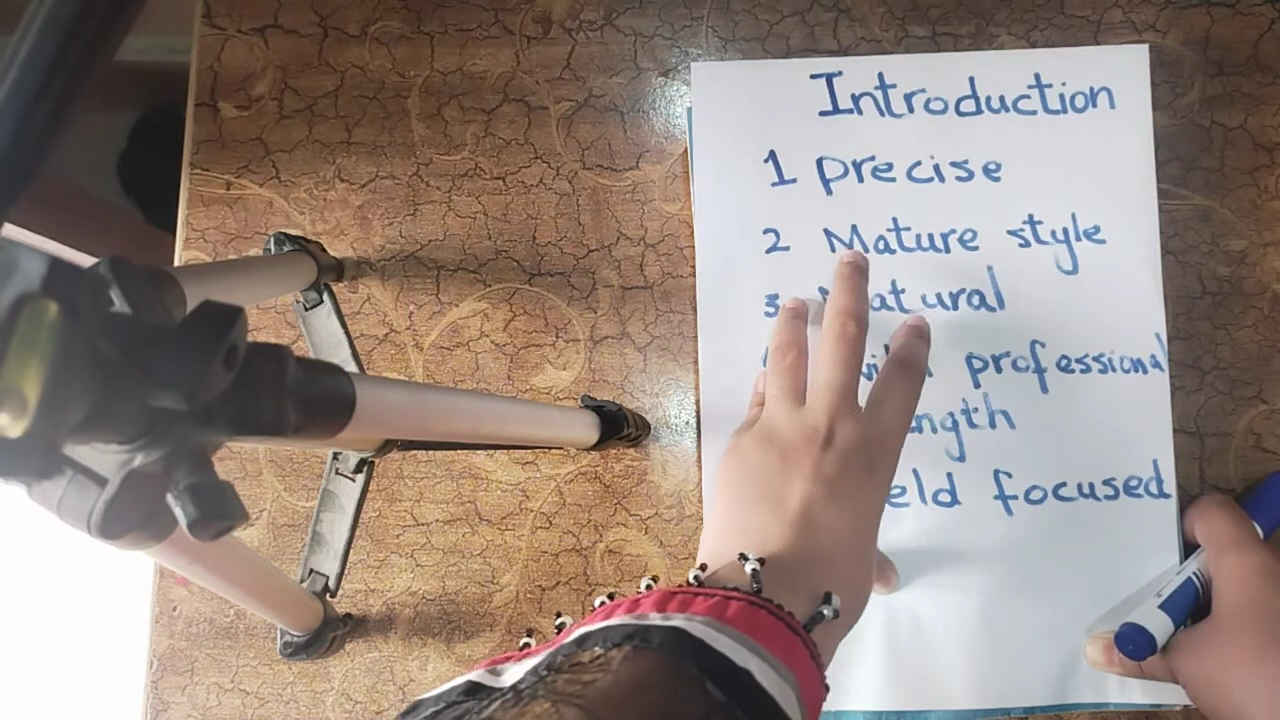 Introduction
1 precise
2 Mature style
3 Natural
professional
focused